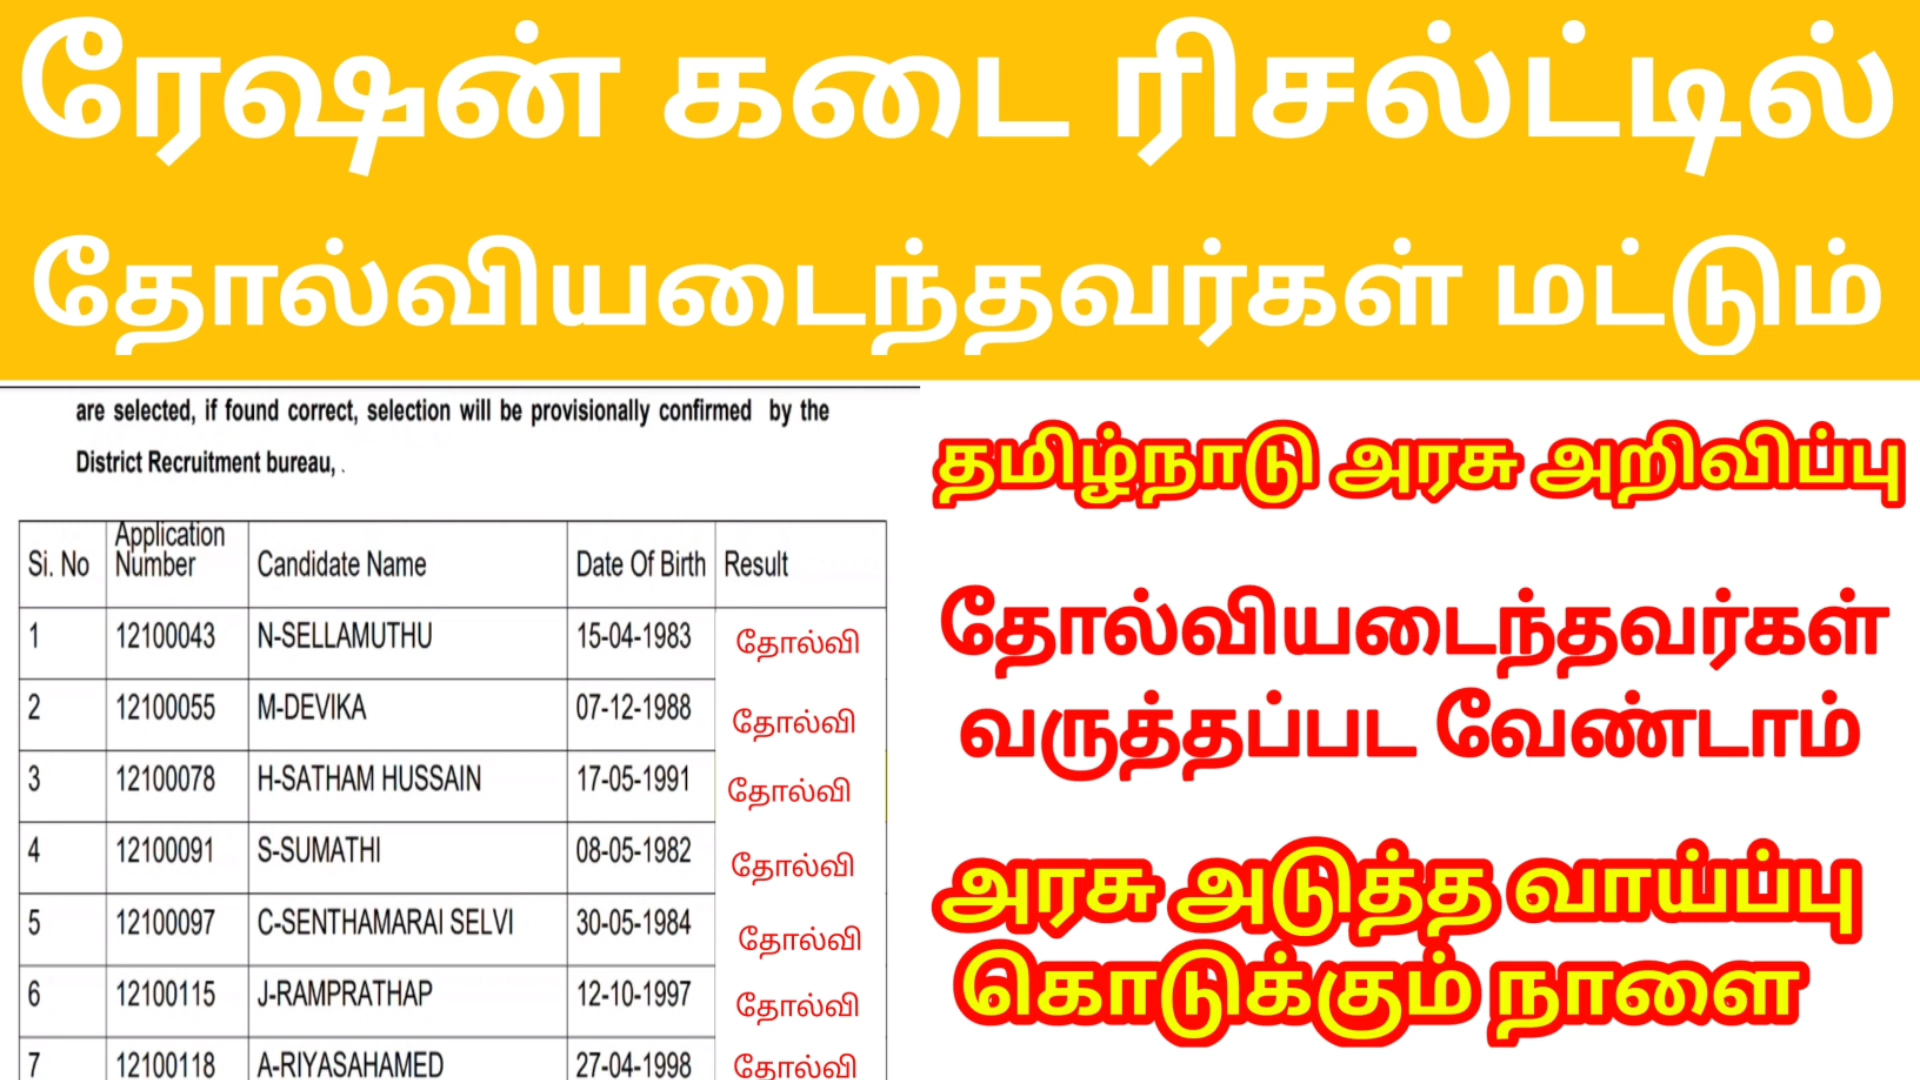 ரேஷன் கடை ரிசல்ட்டில்
தோல்வியடைந்தவர்கள் மட்டும்
are selected, if found correct, selection will be provisionally confirmed by the
District Recruitment bureau, .
Si. No Application Number Candidate Name Date Of Birth Result
1 12100043 N-SELLAMUTHU 15-04-1983 தோல்வி
2 12100055 M-DEVIKA 07-12-1988 தோல்வி
3 12100078 H-SATHAM HUSSAIN 17-05-1991 தோல்வி
4 12100091 S-SUMATHI 08-05-1982 தோல்வி
5 12100097 C-SENTHAMARAI SELVI 30-05-1984 தோல்வி
6 12100115 J-RAMPRATHAP 12-10-1997 தோல்வி
7 12100118 A-RIYASAHAMED 27-04-1998 தோல்வி
தமிழ்நாடு அரசு அறிவிப்பு
தோல்வியடைந்தவர்கள்
வருத்தப்பட வேண்டாம்
அரசு அடுத்த வாய்ப்பு
கொடுக்கும் நாளை